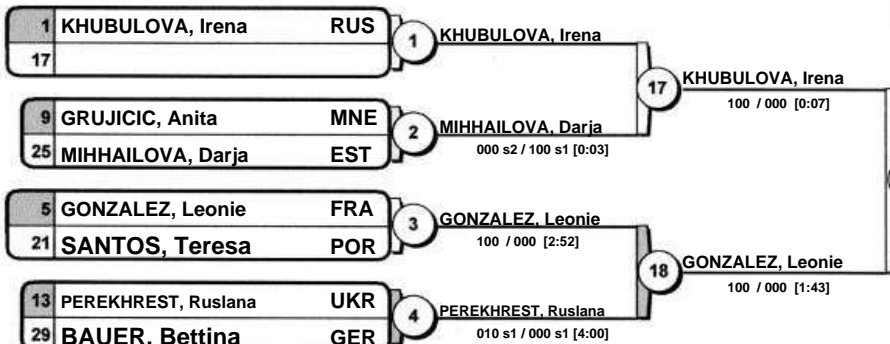 1 KHUBULOVA, Irena RUS
17
1 KHUBULOVA, Irena
9 GRUJICIC, Anita MNE
25 MIHHAILOVA, Darja EST
2 MIHHAILOVA, Darja
000 s2 / 100 s1 [0:03]
17 KHUBULOVA, Irena
100 / 000 [0:07]
5 GONZALEZ, Leonie FRA
21 SANTOS, Teresa POR
3 GONZALEZ, Leonie
100 / 000 [2:52]
13 PEREKHREST, Ruslana UKR
29 BAUER, Bettina GER
4 PEREKHREST, Ruslana
010 s1 / 000 s1 [4:00]
18 GONZALEZ, Leonie
100 / 000 [1:43]